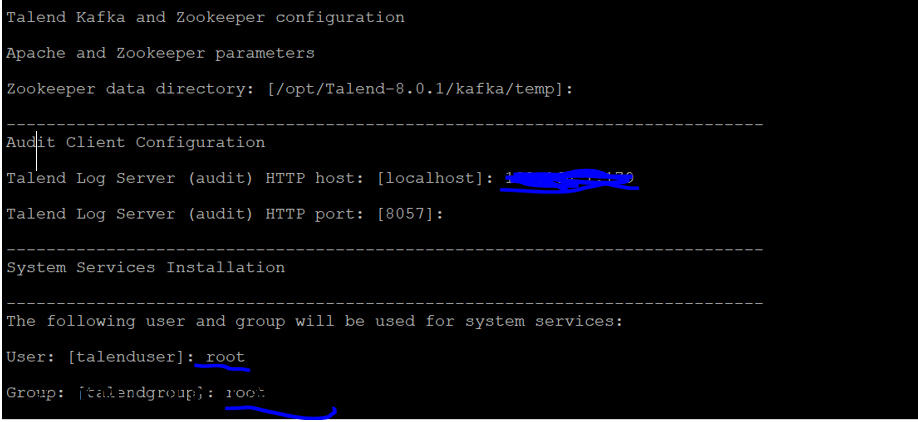 Talend Kafka and Zookeeper configuration
Apache and Zookeeper parameters
Zookeeper data directory: [/opt/Talend-8.0.1/kafka/temp]:
----------------------------------------------------------------------------
Audit Client Configuration
Talend Log Server (audit) HTTP host: [localhost]:
Talend Log Server (audit) HTTP port: [8057]:
----------------------------------------------------------------------------
System Services Installation
----------------------------------------------------------------------------
The following user and group will be used for system services:
User: [talenduser]: root
Group: [talendgroup]: root